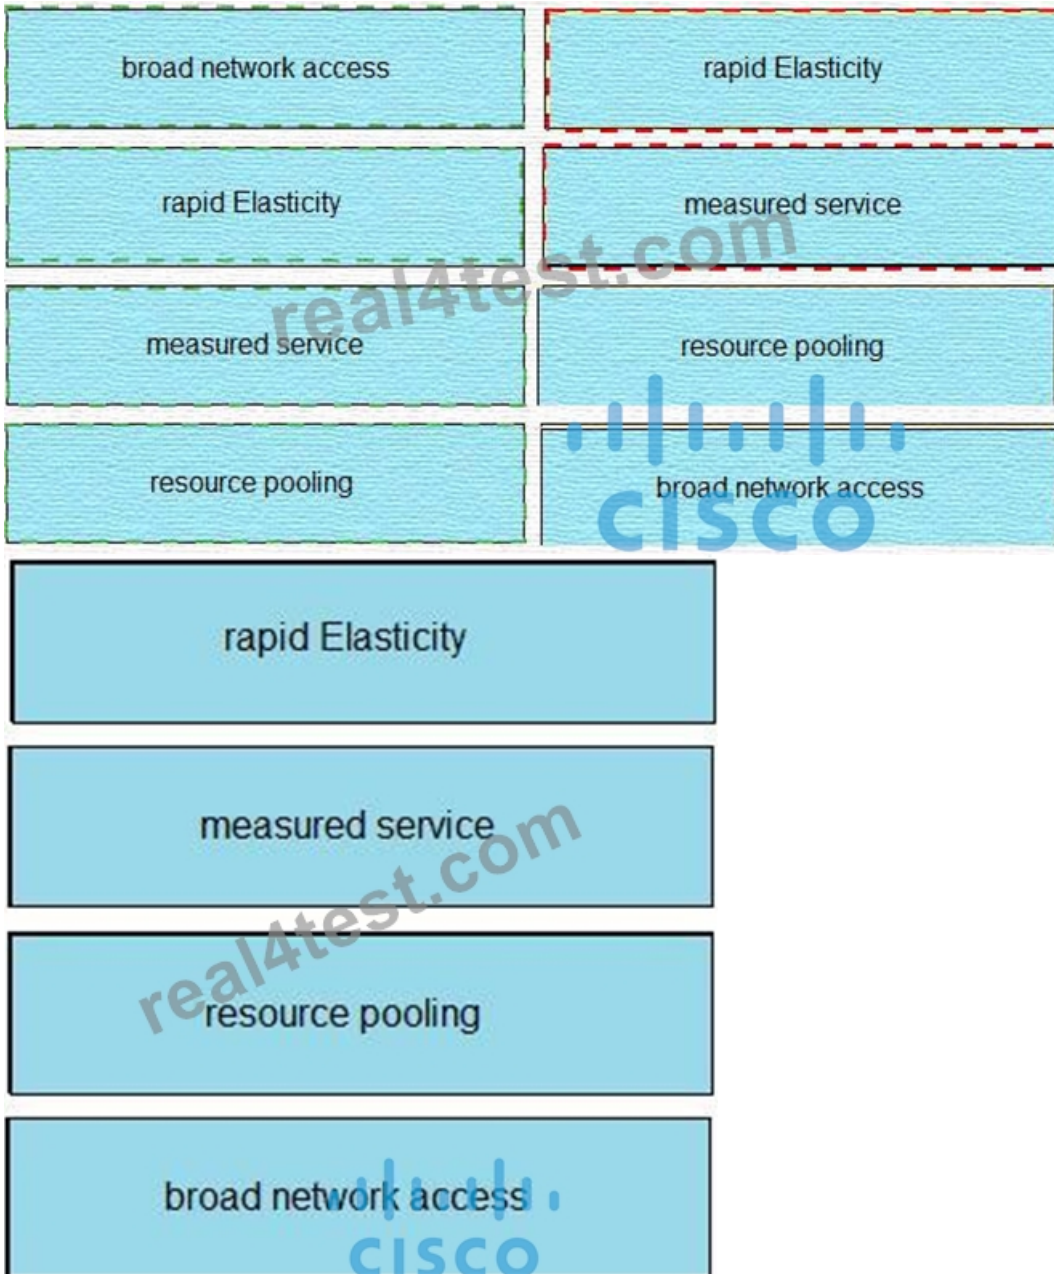 broad network access
rapid Elasticity
rapid Elasticity
measured service
real4test.com
measured service
resource pooling
resource pooling
broad network access
CISCO
rapid Elasticity
measured service
real4test.com
resource pooling
broad network access
CISCO